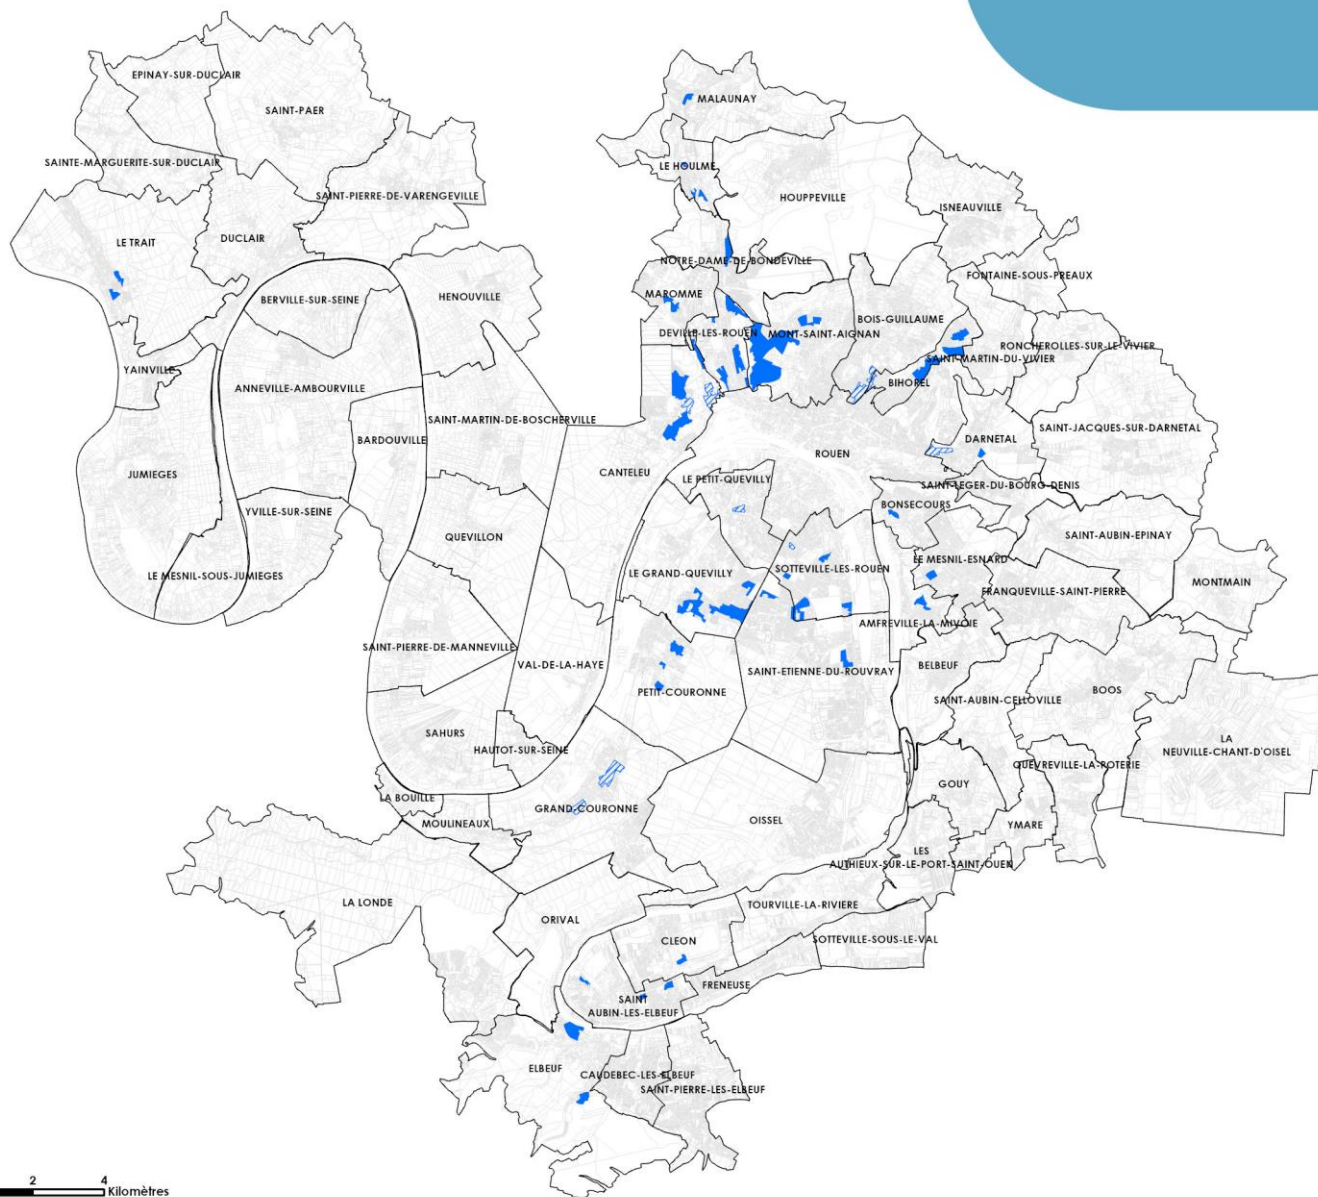 EPINAY-SUR-DUCLAIR
SAINT-PAER
MALAUNAY
SAINTE-MARGUERITE-SUR-DUCLAIR
LE HOULME
SAINT-PIERRE-DE-VARENGEVILLE
HOUPPEVILLE
ISNEAUVILLE
LE TRAIT
DUCLAIR
NOTRE-DAME-DE-BONDEVILLE
FONTAINE-SOUS-PREAUX
BERVILLE-SUR-SEINE
HENOUVILLE
MAROMME
BOIS-GUILLAUME
DEVILLE-LES-ROUEN
MONT-SAINT-AIGNAN
RONCHEROLLES-SUR-LE-VIVIER
SAINT-MARTIN-DU-VIVIER
YAINVILLE
ANNEVILLE-AMBOURVILLE
BIHOREL
SAINT-MARTIN-DE-BOSCHERVILLE
SAINT-JACQUES-SUR-DARNETAL
BARDOUVILLE
DARNETAL
ROUEN
JUMIEGES
CANTELEU
LE PETIT-QUEVILLY
SAINT-LEGER-DU-BOURG-DENIS
BONSECOURS
YVILLE-SUR-SEINE
QUEVILLON
SAINT-AUBIN-EPINAY
LE MESNIL-ESNARD
LE MESNIL-SOUS-JUMIEGES
LE GRAND-QUEVILLY
SOTTEVILLE-LES-ROUEN
MONTMAIN
FRANQUEVILLE-SAINT-PIERRE
AMFREVILLE-LA-MIVOIE
SAINT-PIERRE-DE-MANNEVILLE
VAL-DE-LA-HAYE
SAINT-ETIENNE-DU-ROUVRAY
BELBEUF
PETIT-COURONNE
SAINT-AUBIN-CELLOVILLE
BOOS
SAHURS
HAUTOT-SUR-SEINE
LA
NEUVILLE-CHANT-D'OISEL
QUEVREVILLE-LA-POTERIE
GOUY
LA BOUILLE
GRAND-COURONNE
MOULINEAUX
OISSEL
YMARE
LES
AUTHIEUX-SUR-LE-PORT-SAINT-OUEN
LA LONDE
TOURVILLE-LA-RIVIERE
ORIVAL
CLEON
SOTTEVILLE-SOUS-LE-VAL
FRENEUSE
SAINT
AUBIN-LES-ELBEUF
ELBEUF
CAUDEBEC-LES-ELBEUF
SAINT-PIERRE-LES-ELBEUF
2 4
Kilomètres